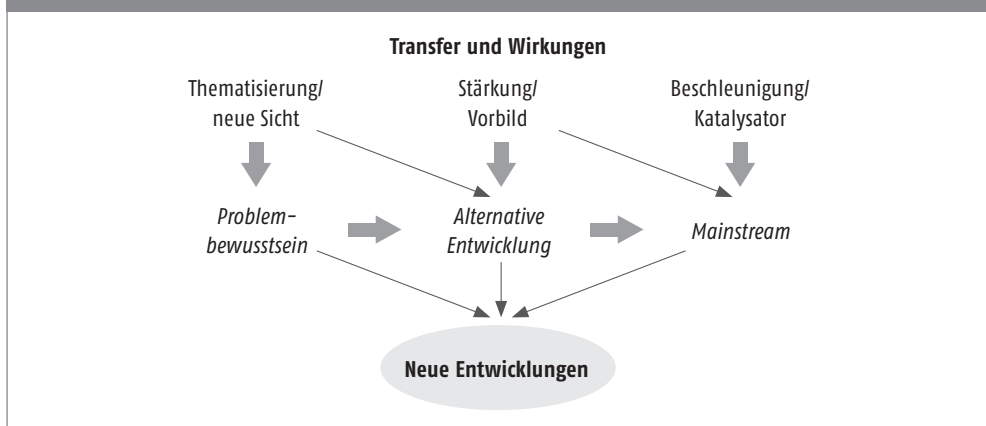 Transfer und Wirkungen
Thematisierung/
neue Sicht
Stärkung/
Vorbild
Beschleunigung/
Katalysator
Problem-
bewusstsein
Alternative
Entwicklung
Mainstream
Neue Entwicklungen